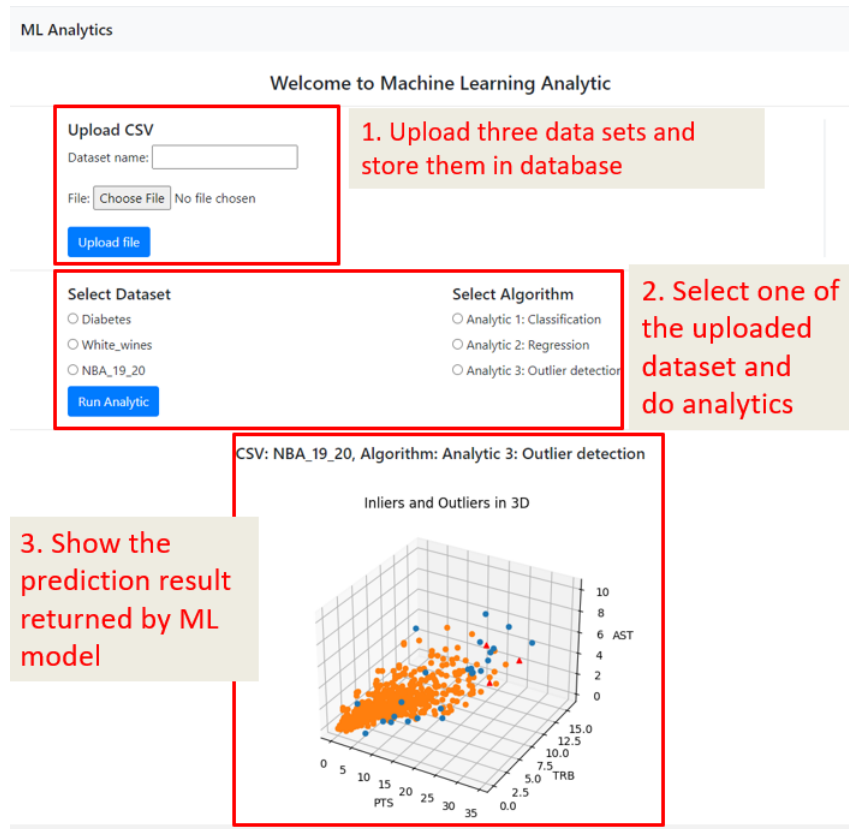 ML Analytics
Welcome to Machine Learning Analytic
Upload CSV
Dataset name:
File: Choose File No file chosen
Upload file
1. Upload three data sets and
store them in database
Select Dataset
Diabetes
White_wines
NBA_19_20
Run Analytic
Select Algorithm
Analytic 1: Classification
Analytic 2: Regression
Analytic 3: Outlier detection
2. Select one of
the uploaded
dataset and
do analytics
CSV: NBA_19_20, Algorithm: Analytic 3: Outlier detection
3. Show the
prediction result
returned by ML
model
Inliers and Outliers in 3D
10
8
6
4
2
0
AST
15.0
12.5
10.0
7.5
5.0
2.5
0.0
TRB
0
5
10
15
20
25
30
35
PTS